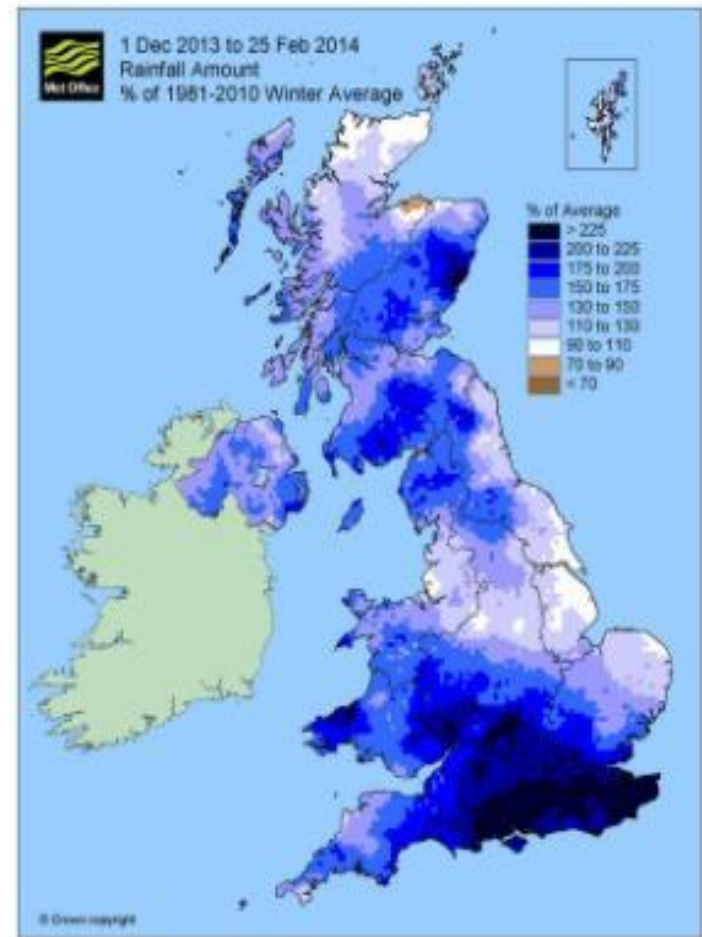 Met Office
1 Dec 2013 to 25 Feb 2014
Rainfall Amount
% of 1981-2010 Winter Average
% of Average
> 225
200 to 225
175 to 200
150 to 175
130 to 150
110 to 130
90 to 110
70 to 90
< 70
© Crown copyright